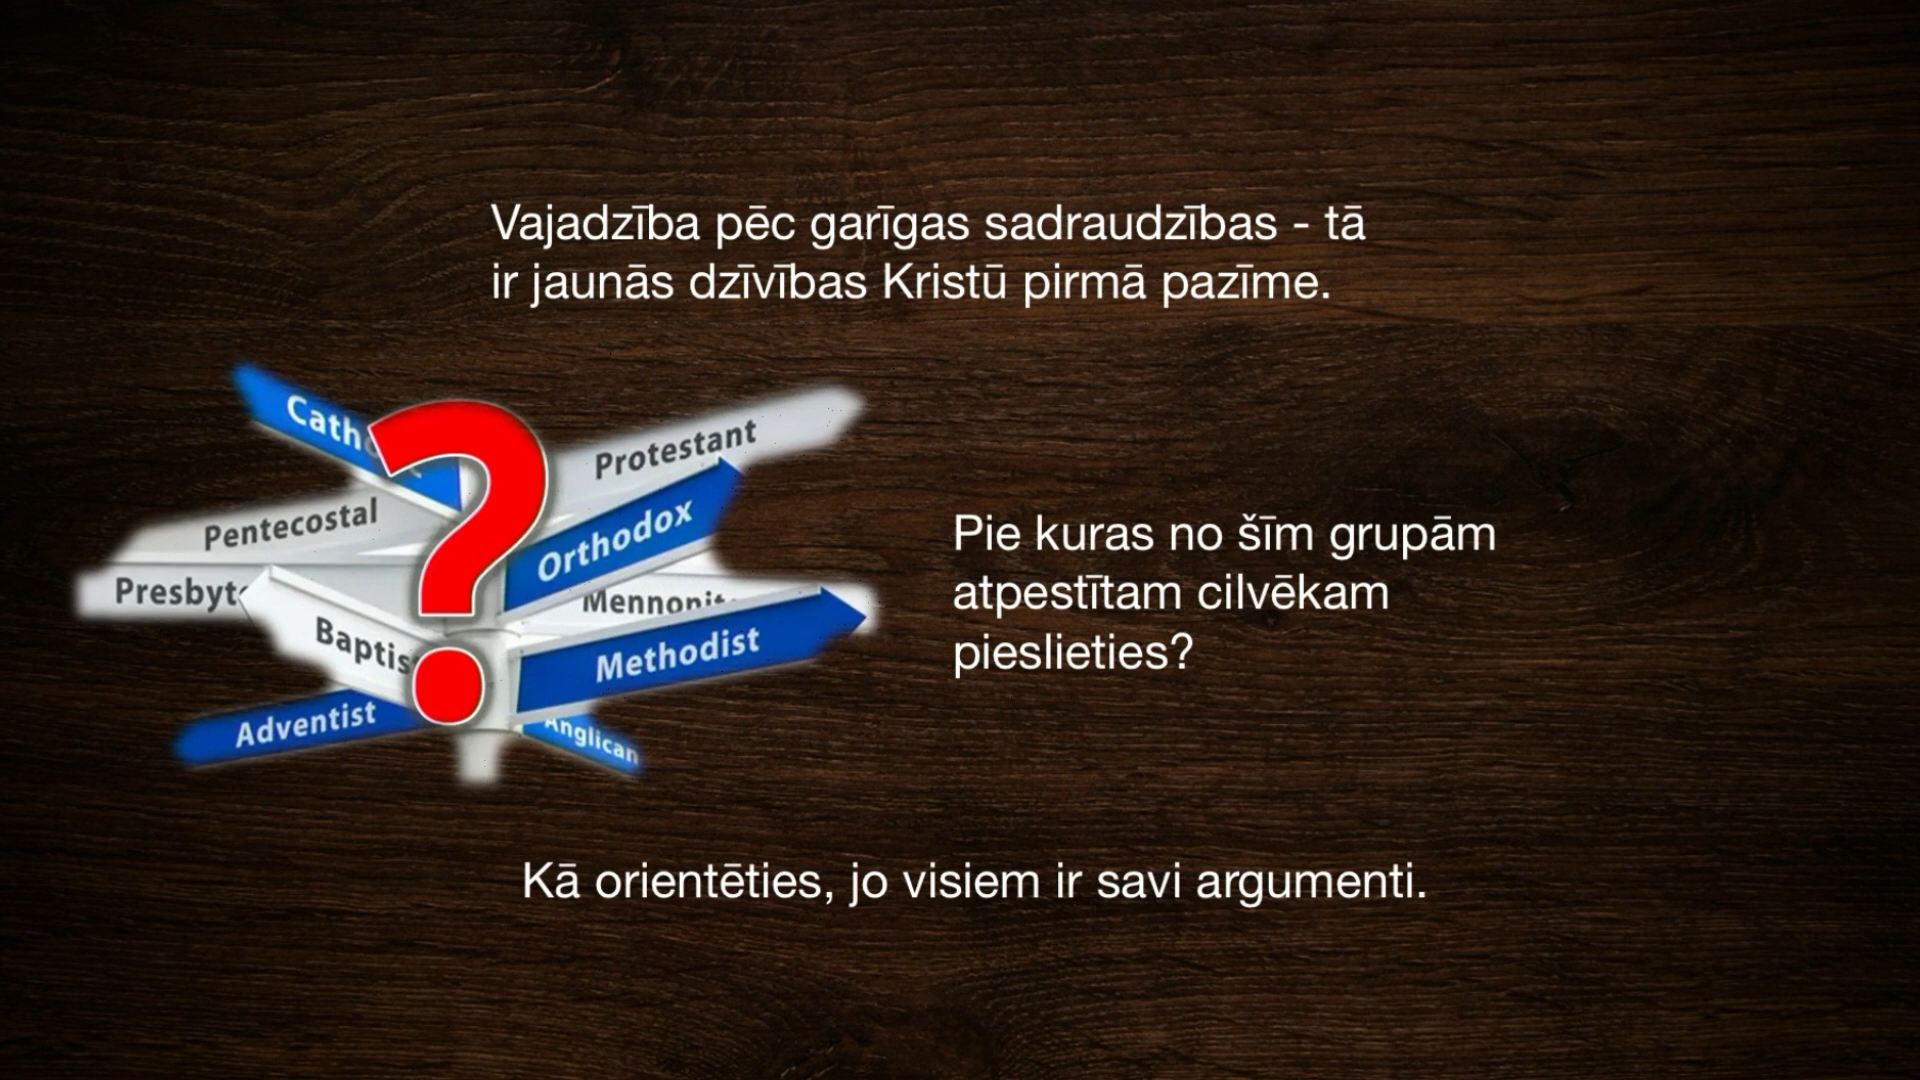 Vajadzība pēc garīgas sadraudzības - tā
ir jaunās dzīvības Kristū pirmā pazīme.
Protestant
Pentecostal
Orthodox
Methodist
Adventist
Anglican
Pie kuras no šīm grupām
atpestītam cilvēkam
pieslieties?
Kā orientēties, jo visiem ir savi argumenti.